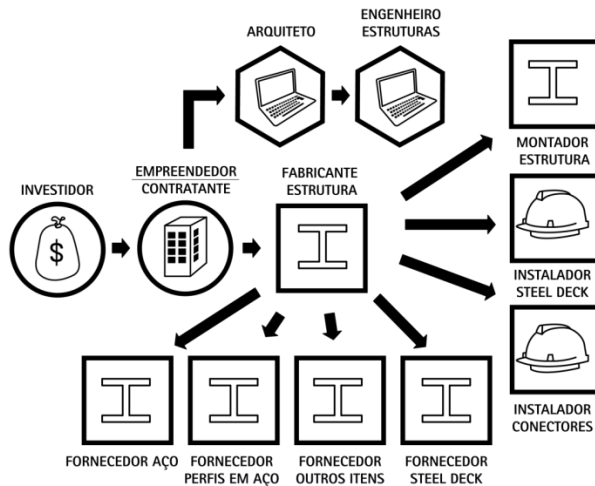 ARQUITETO
ENGENHEIRO
ESTRUTURAS
MONTADOR
ESTRUTURA
INVESTIDOR
EMPREENDEDOR
CONTRATANTE
FABRICANTE
ESTRUTURA
$
INSTALADOR
STEEL DECK
INSTALADOR
CONECTORES
FORNECEDOR AÇO
FORNECEDOR
PERFIS EM AÇO
FORNECEDOR
OUTROS ITENS
FORNECEDOR
STEEL DECK